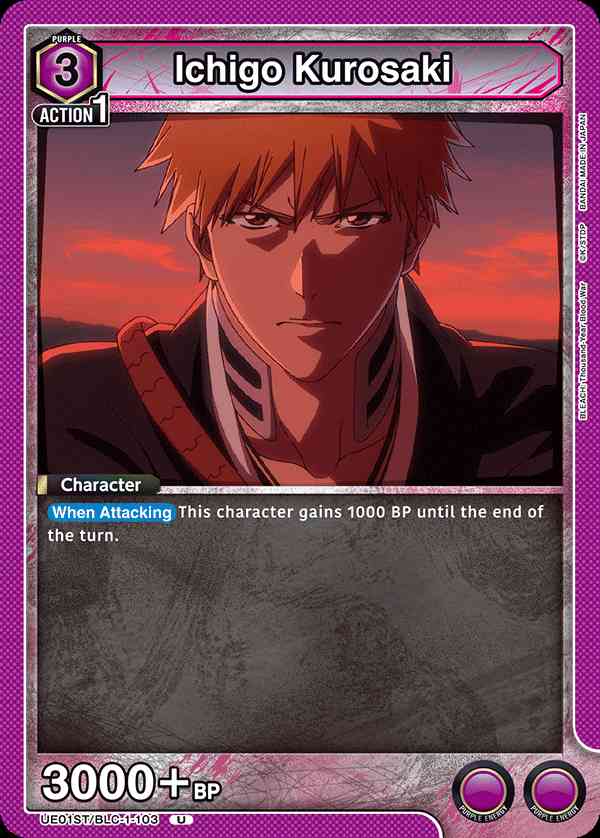 PURPLE
3
Ichigo Kurosaki
ACTION 1
BANDAI MADE IN JAPAN
©K/STDP
BLEACH: Thousand-Year Blood War
Character
When Attacking This character gains 1000 BP until the end of
the turn.
3000+ BP
PURPLE ENERGY
PURPLE ENERGY
UE01ST/BLC-1-103 U